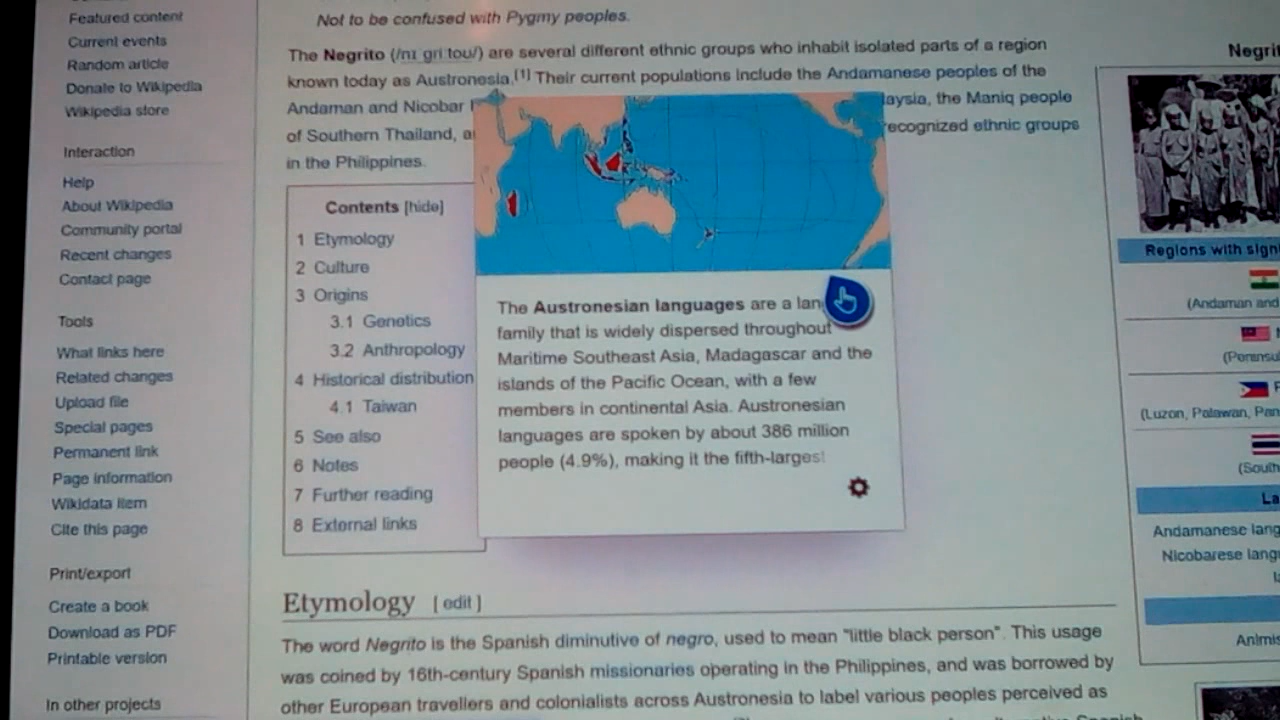 Featured content
Current events
Random article
Donate to Wikipedia
Wikipedia store
Interaction
Help
About Wikipedia
Community portal
Recent changes
Contact page
Tools
What links here
Related changes
Upload file
Special pages
Permanent link
Page information
Wikidata item
Cite this page
Print/export
Create a book
Download as PDF
Printable version
In other projects
Not to be confused with Pygmy peoples.
The Negrito (/nɪˈɡriːtoʊ/) are several different ethnic groups who inhabit isolated parts of a region
known today as Austronesia.[1] Their current populations include the Andamanese peoples of the
Andaman and Nicobar laysia, the Maniq people
of Southern Thailand, a recognized ethnic groups
in the Philippines.
Contents [hide]
1 Etymology
2 Culture
3 Origins
3.1 Genetics
3.2 Anthropology
4 Historical distribution
4.1 Taiwan
5 See also
6 Notes
7 Further reading
8 External links
The Austronesian languages are a lan
family that is widely dispersed throughout
Maritime Southeast Asia, Madagascar and the
islands of the Pacific Ocean, with a few
members in continental Asia. Austronesian
languages are spoken by about 386 million
people (4.9%), making it the fifth-largest
Etymology [ edit ]
The word Negrito is the Spanish diminutive of negro, used to mean "little black person". This usage
was coined by 16th-century Spanish missionaries operating in the Philippines, and was borrowed by
other European travellers and colonialists across Austronesia to label various peoples perceived as
Negri
Regions with sign
(Andaman and
(Peninsu
(Luzon, Palawan, Pan
(South
La
Andamanese lang
Nicobarese lang
Animis